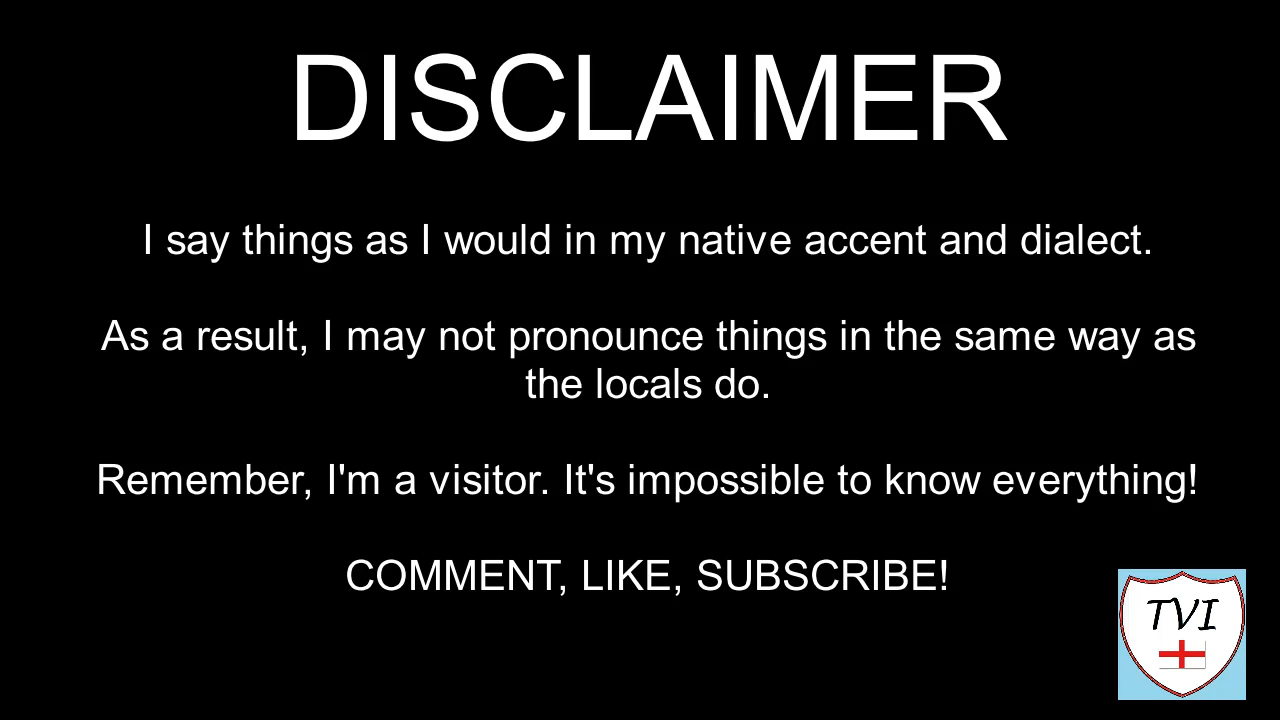 DISCLAIMER
I say things as I would in my native accent and dialect.
As a result, I may not pronounce things in the same way as
the locals do.
Remember, I'm a visitor. It's impossible to know everything!
COMMENT, LIKE, SUBSCRIBE!
TVI